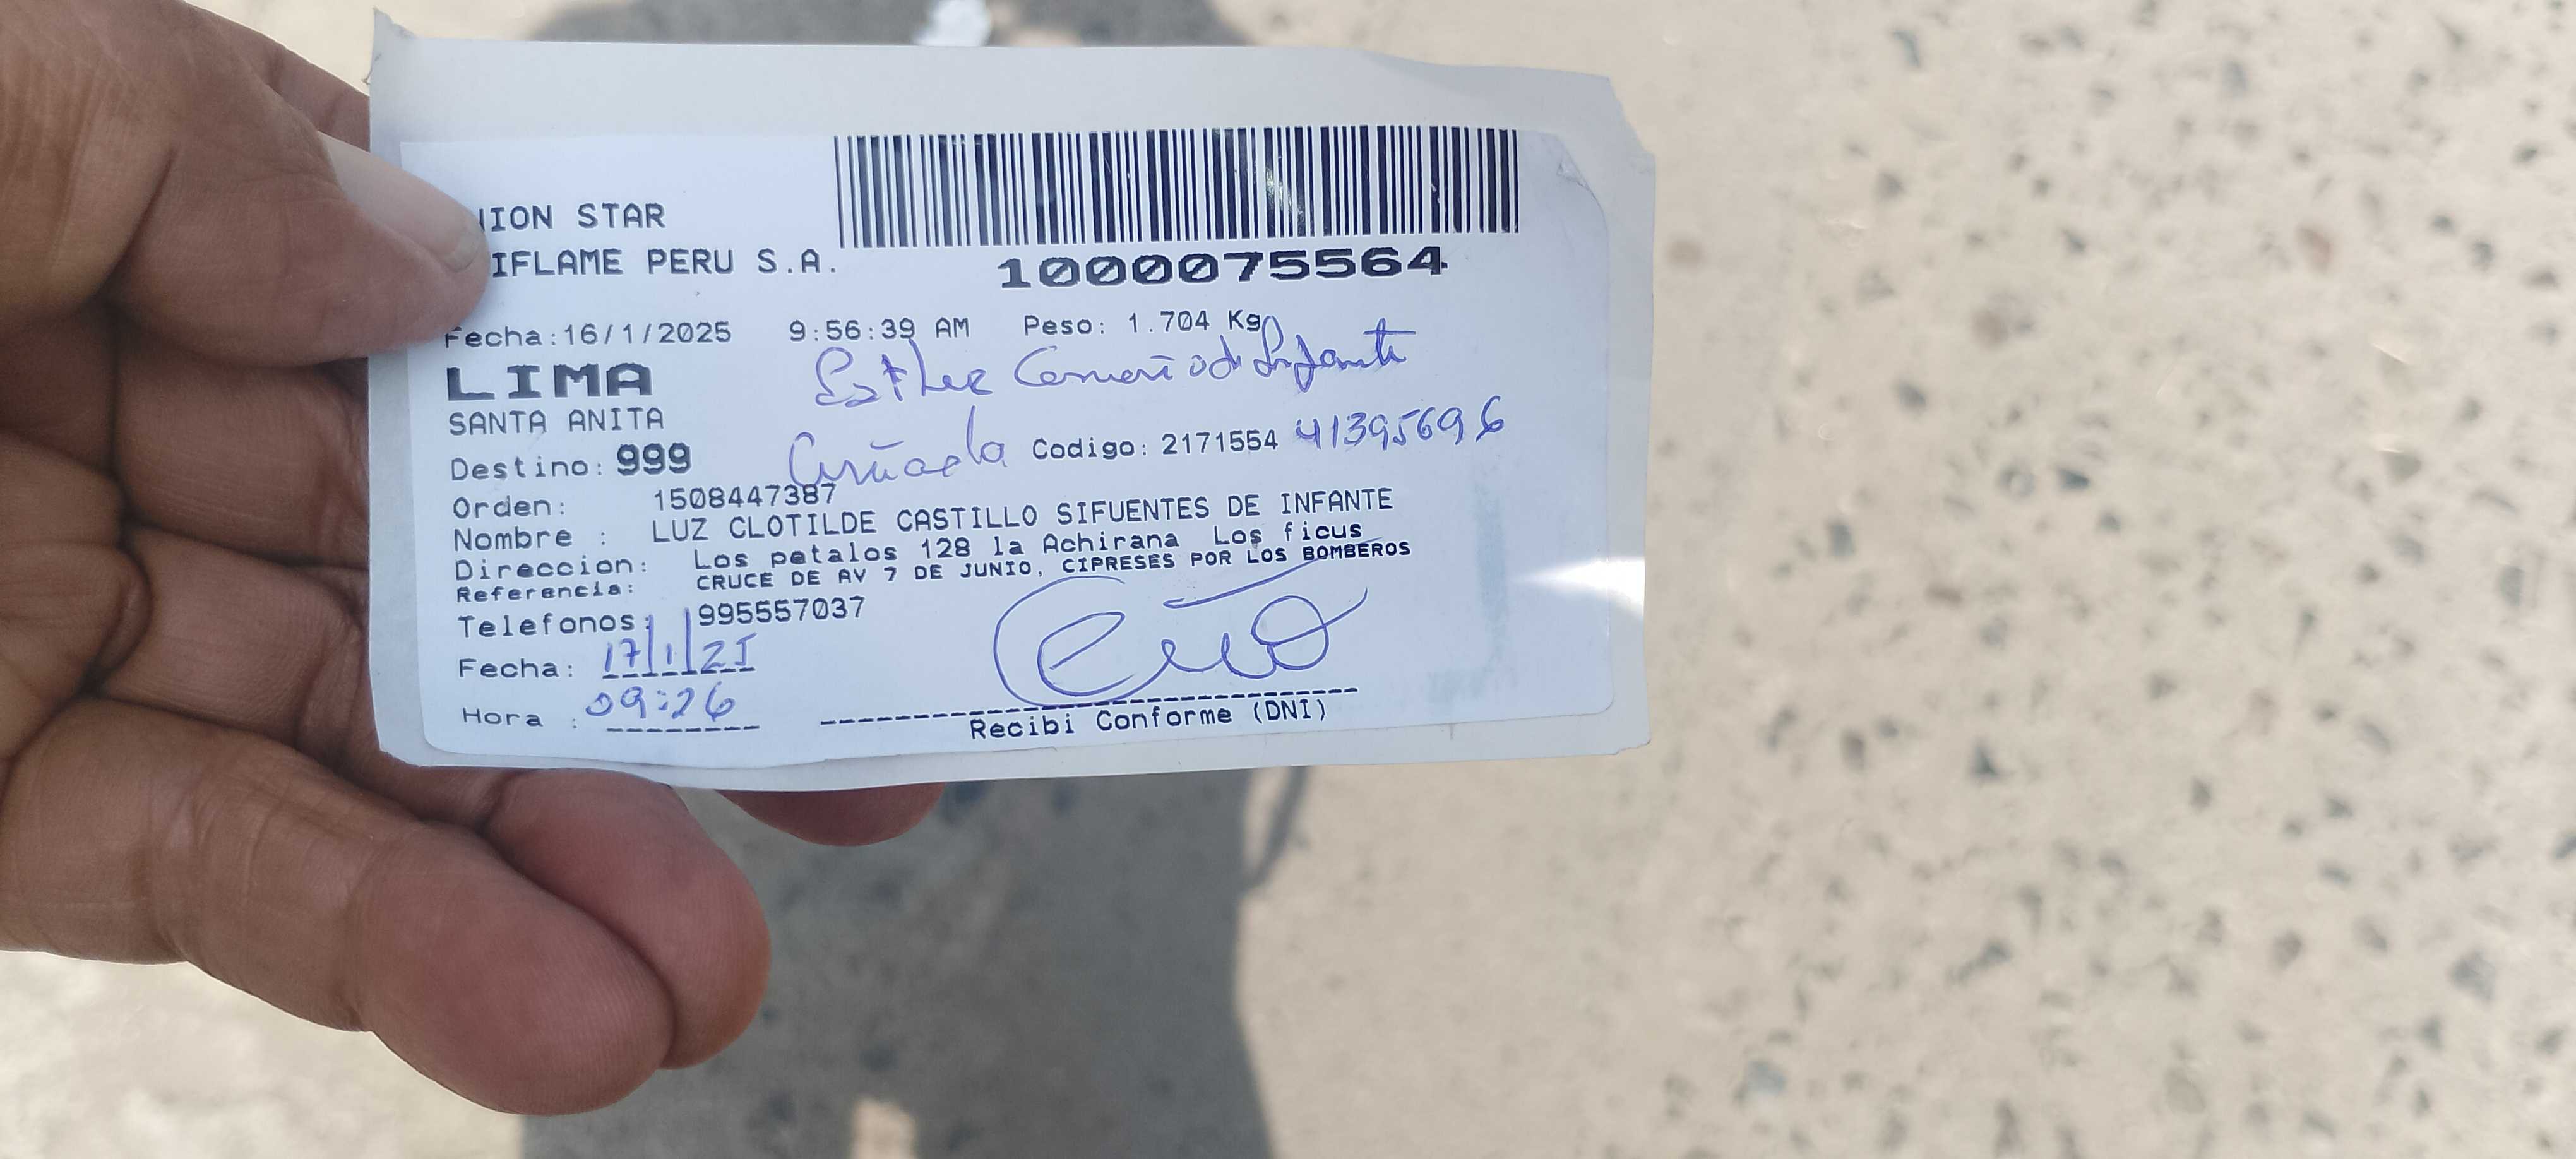 NION STAR
IFLAME PERU S.A.
1000075564
Fecha:16/1/2025 9:56:39 AM Peso: 1.704 Kg
LIMA
Esther Infante
SANTA ANITA
Cuñada Codigo: 2171554 41395696
Destino: 999
Orden: 1508447387
Nombre : LUZ CLOTILDE CASTILLO SIFUENTES DE INFANTE
Direccion: Los petalos 128 la Achirana Los ficus
Referencia: CRUCE DE AV 7 DE JUNIO, CIPRESES POR LOS BOMBEROS
Telefonos: 995557037
Fecha: 17/1/25
Hora : 09:26
Recibi Conforme (DNI)